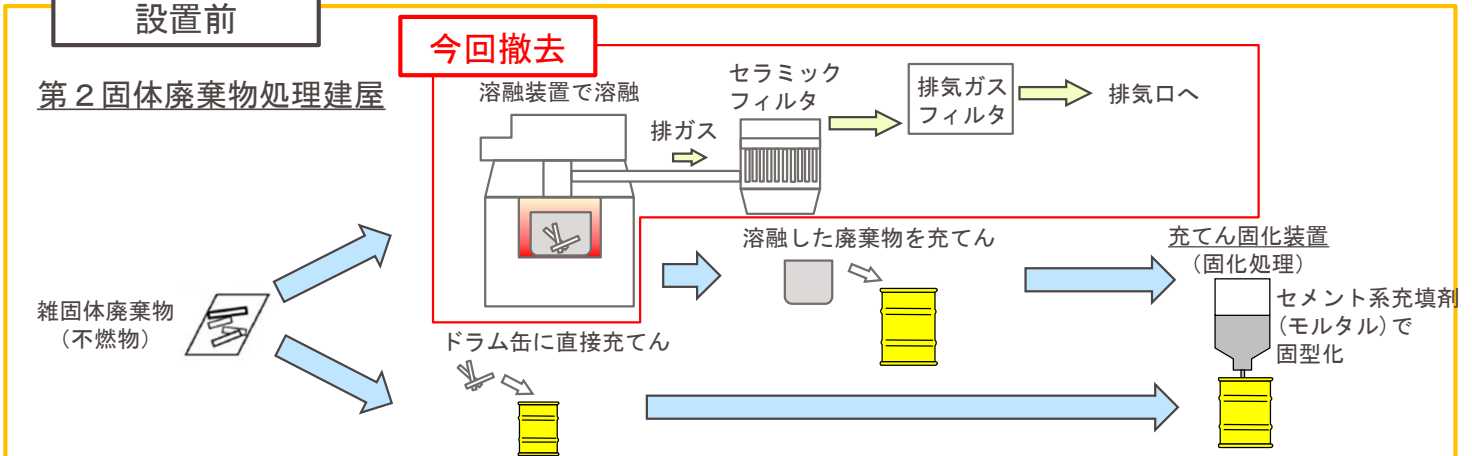 設置前
今回撤去
第2固体廃棄物処理建屋
溶融装置で溶融
排ガス
セラミック
フィルタ
排気ガス
フィルタ
排気口へ
雑固体廃棄物
（不燃物）
溶融した廃棄物を充てん
充てん固化装置
（固化処理）
セメント系充填剤
(モルタル)で
固型化
ドラム缶に直接充てん